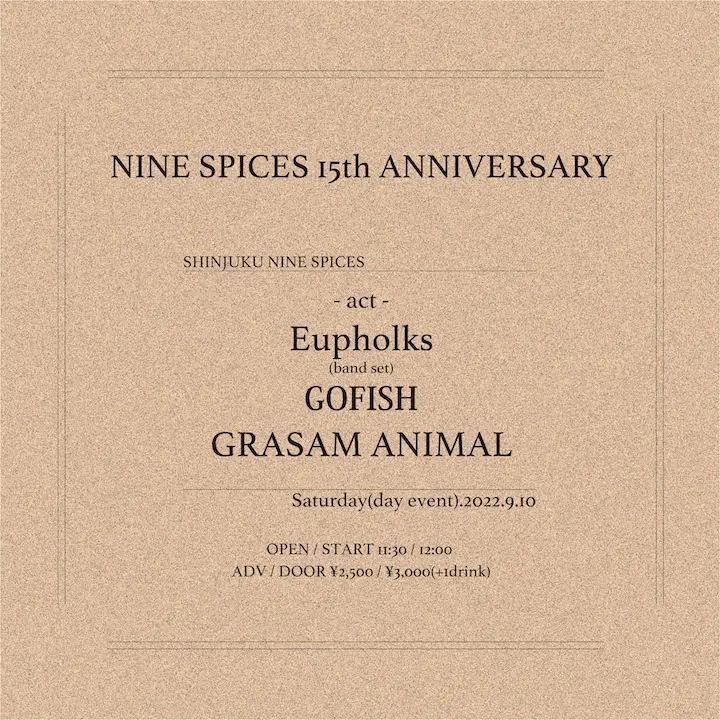 NINE SPICES 15th ANNIVERSARY
SHINJUKU NINE SPICES
- act -
Eupholks
(band set)
GOFISH
GRASAM ANIMAL
Saturday(day event).2022.9.10
OPEN / START 11:30 / 12:00
ADV / DOOR ¥2,500 / ¥3,000(+1drink)